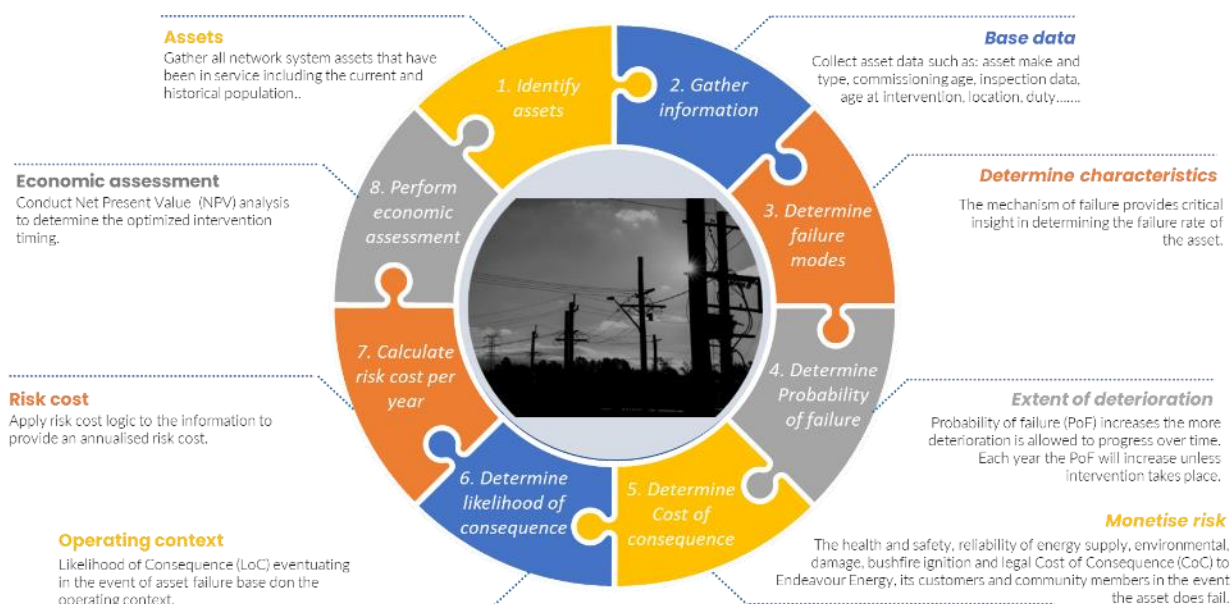 Assets
Gather all network system assets that have
been in service including the current and
historical population..
Base data
Collect asset data such as: asset make and
type, commissioning age, inspection data,
age at intervention, location, duty.......
1. Identify
assets
2. Gather
information
Economic assessment
Conduct Net Present Value (NPV) analysis
to determine the optimized intervention
timing.
Determine characteristics
The mechanism of failure provides critical
insight in determining the failure rate of
the asset.
8. Perform
economic
assessment
3. Determine
failure
modes
7. Calculate
risk cost per
year
4. Determine
Probability
of failure
Risk cost
Apply risk cost logic to the information to
provide an annualised risk cost.
Extent of deterioration
Probability of failure (PoF) increases the more
deterioration is allowed to progress over time.
Each year the PoF will increase unless
intervention takes place.
6. Determine
likelihood of
consequence
5. Determine
Cost of
consequence
Operating context
Likelihood of Consequence (LoC) eventuating
in the event of asset failure base don the
operating context.
Monetise risk
The health and safety, reliability of energy supply, environmental,
damage, bushfire ignition and legal Cost of Consequence (CoC) to
Endeavour Energy, its customers and community members in the event
the asset does fail.